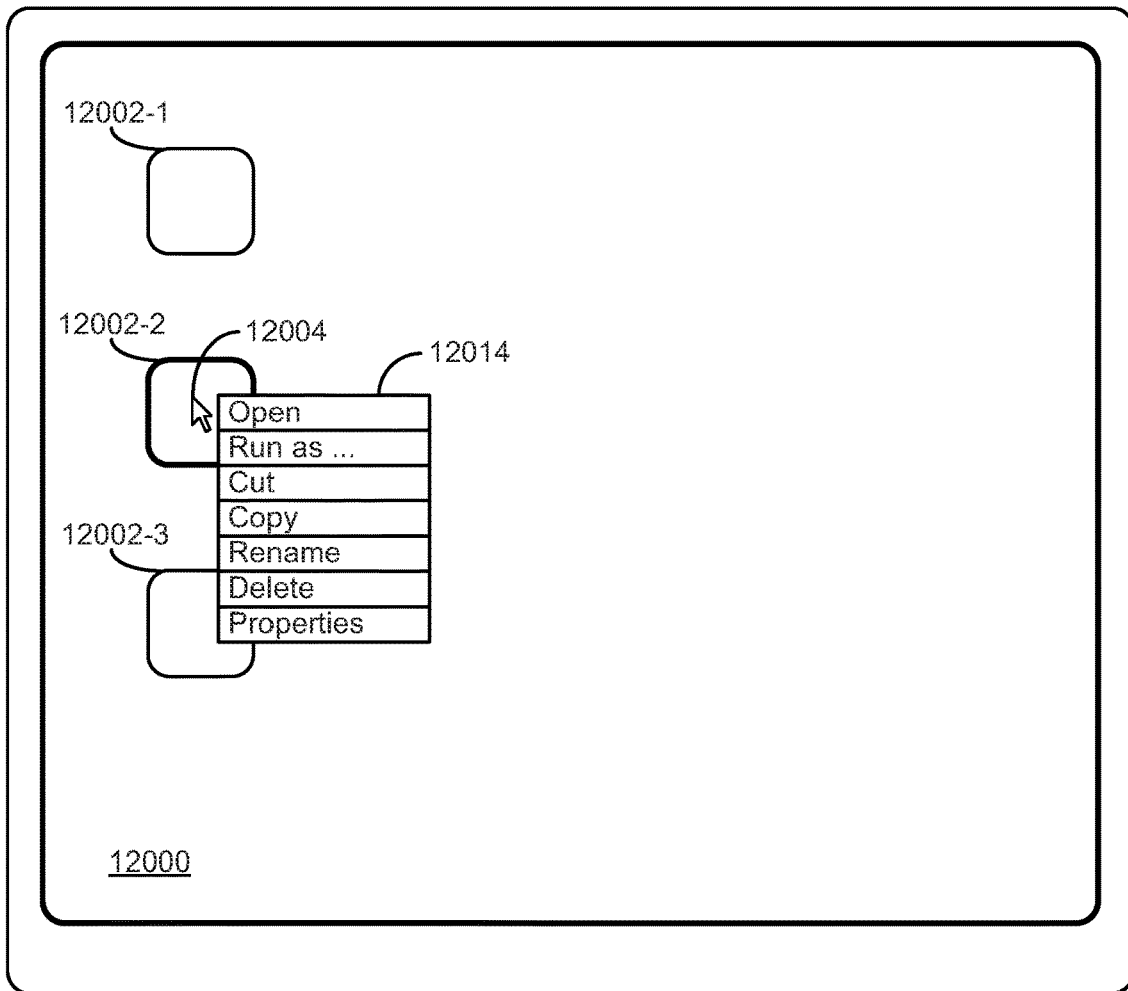 12002-1
12002-2
12004
12014
Open
Run as ...
Cut
Copy
12002-3
Rename
Delete
Properties
12000